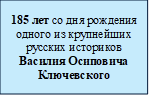 185 лет со дня рождения
одного из крупнейших
русских историков
Василия Осиповича
Ключевского